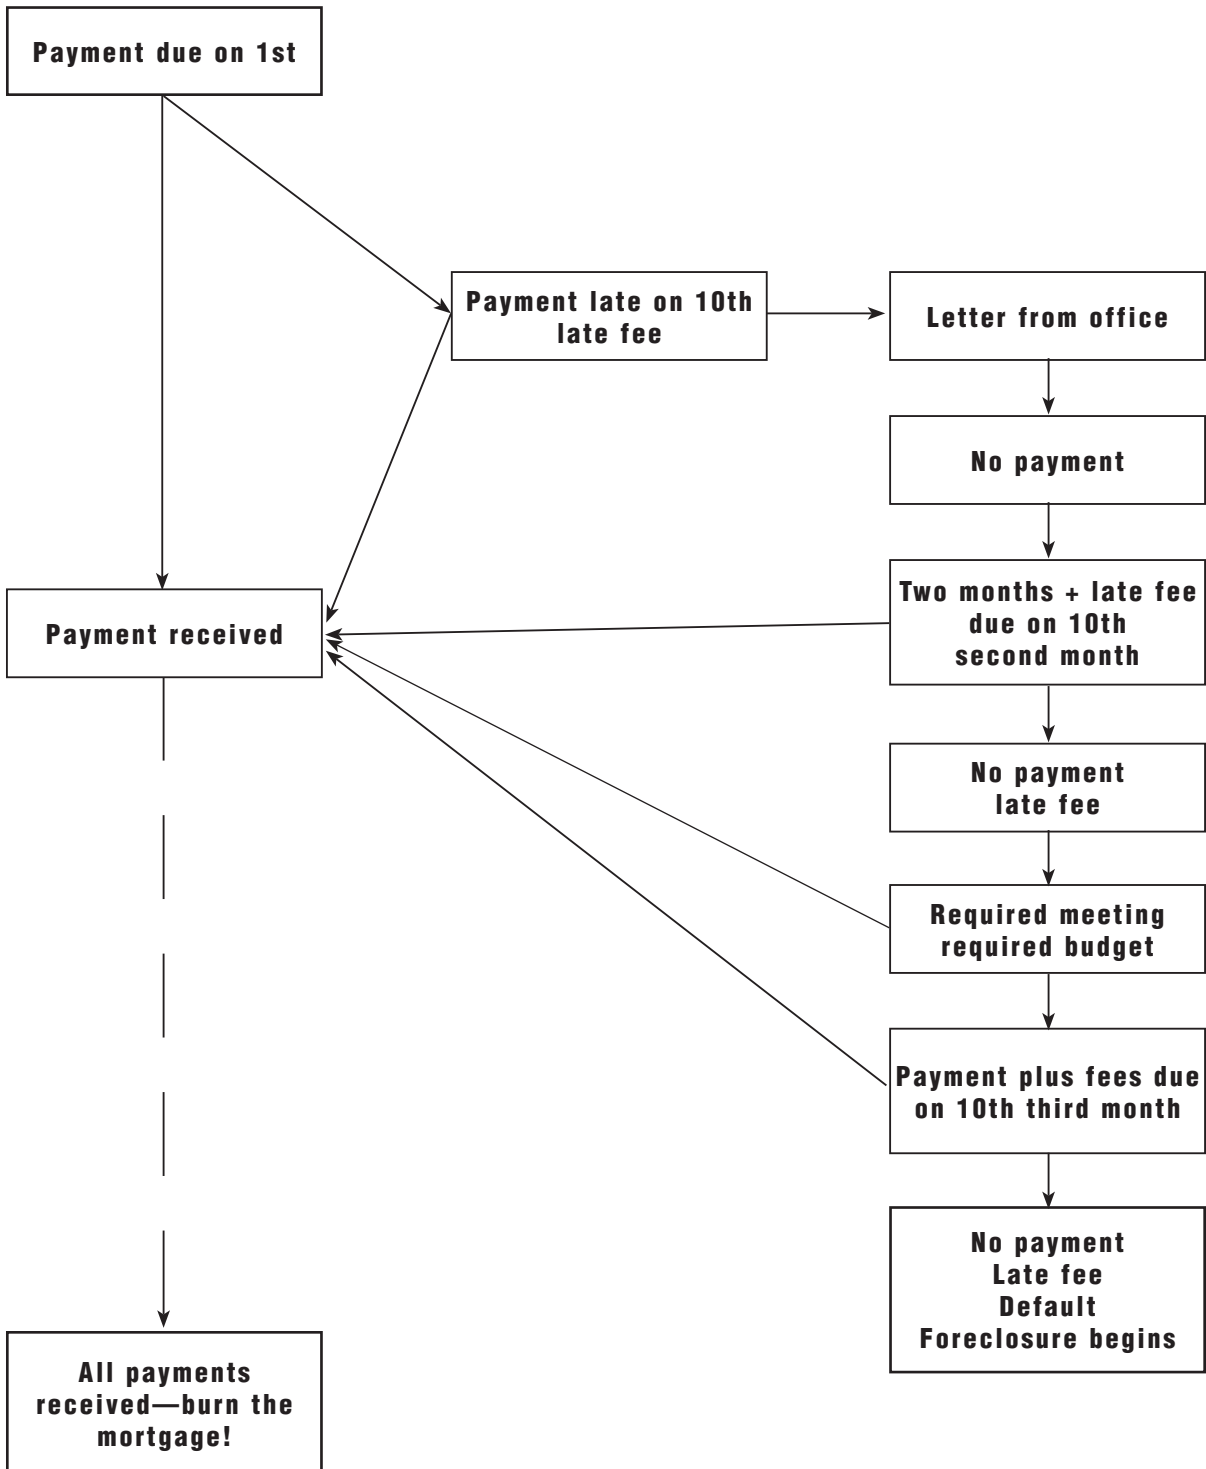 Payment due on 1st
Payment late on 10th
late fee
Letter from office
No payment
Two months + late fee
due on 10th
second month
Payment received
No payment
late fee
Required meeting
required budget
Payment plus fees due
on 10th third month
No payment
Late fee
Default
Foreclosure begins
All payments
received—burn the
mortgage!